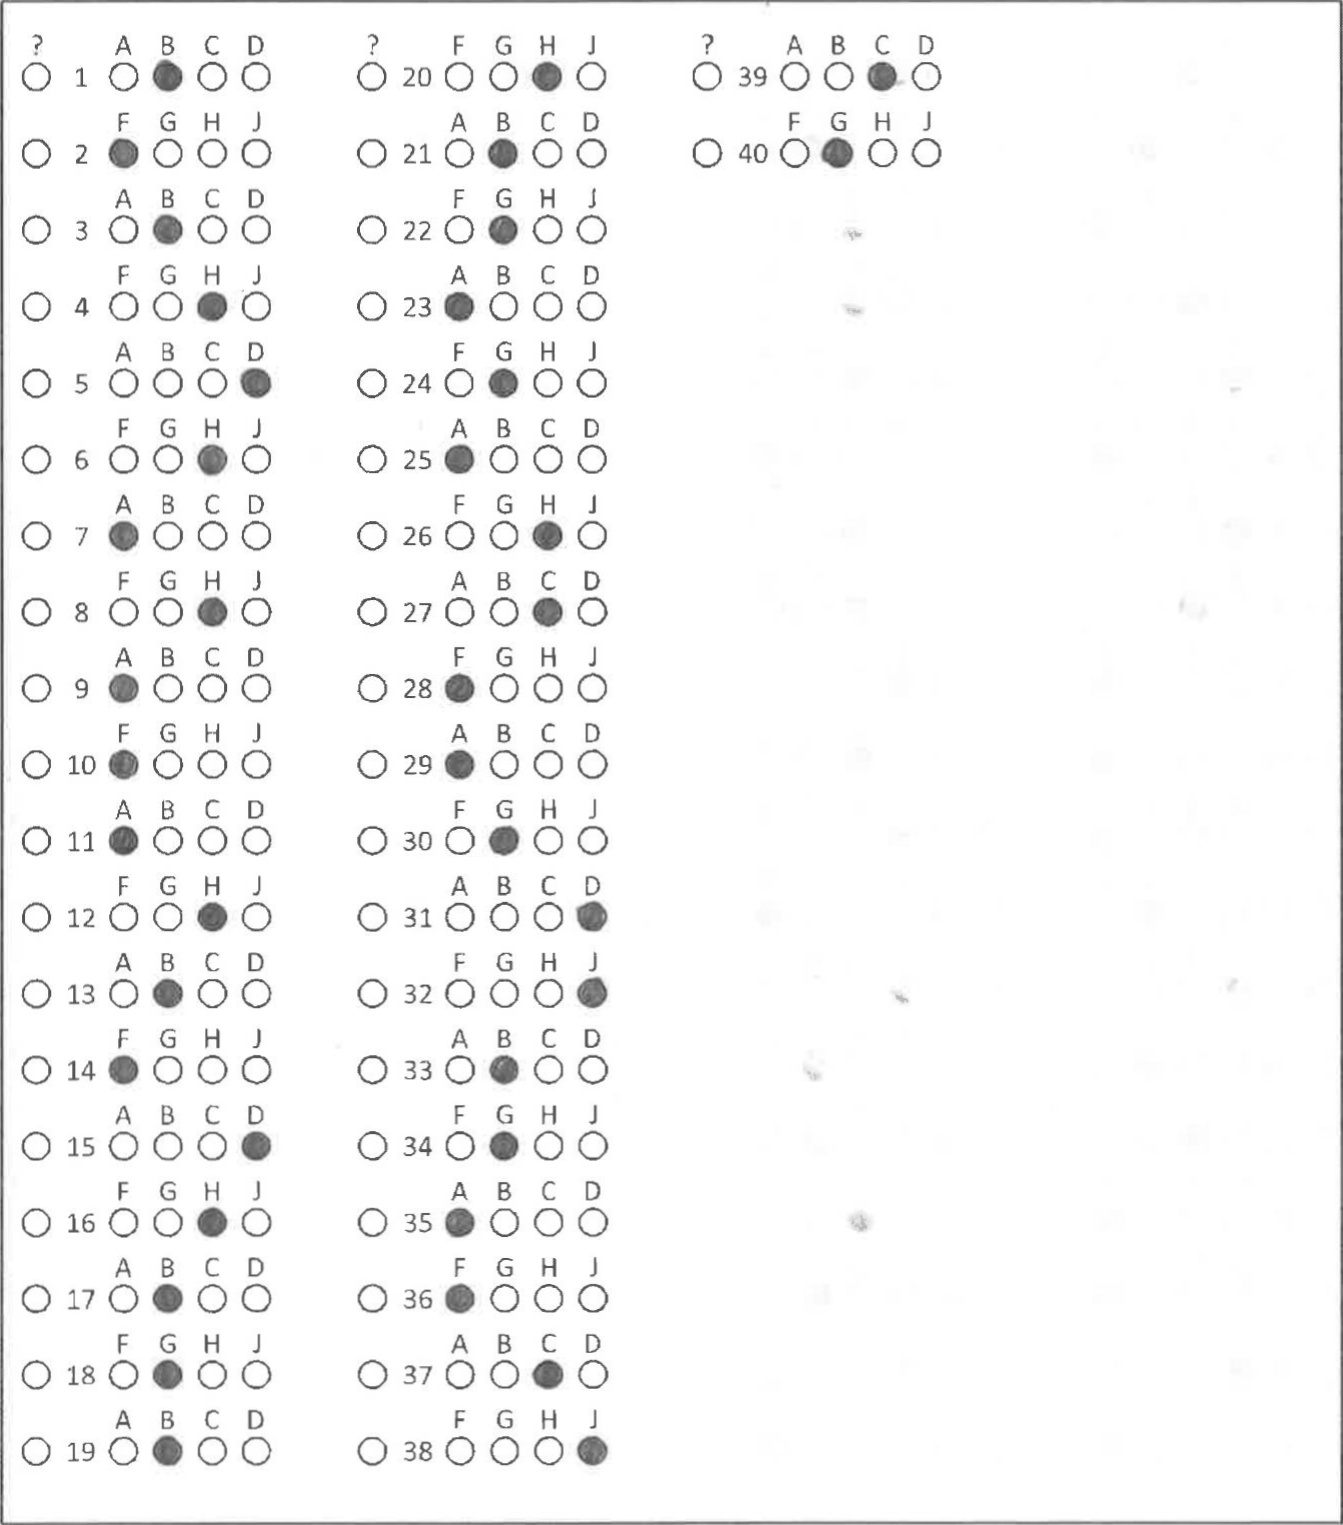 ? A B C D
1
F G H J
2
A B C D
3
F G H J
4
A B C D
5
F G H J
6
A B C D
7
F G H J
8
A B C D
9
F G H J
10
A B C D
11
F G H J
12
A B C D
13
F G H J
14
A B C D
15
F G H J
16
A B C D
17
F G H J
18
A B C D
19
? F G H J
20
A B C D
21
F G H J
22
A B C D
23
F G H J
24
A B C D
25
F G H J
26
A B C D
27
F G H J
28
A B C D
29
F G H J
30
A B C D
31
F G H J
32
A B C D
33
F G H J
34
A B C D
35
F G H J
36
A B C D
37
F G H J
38
? A B C D
39
F G H J
40